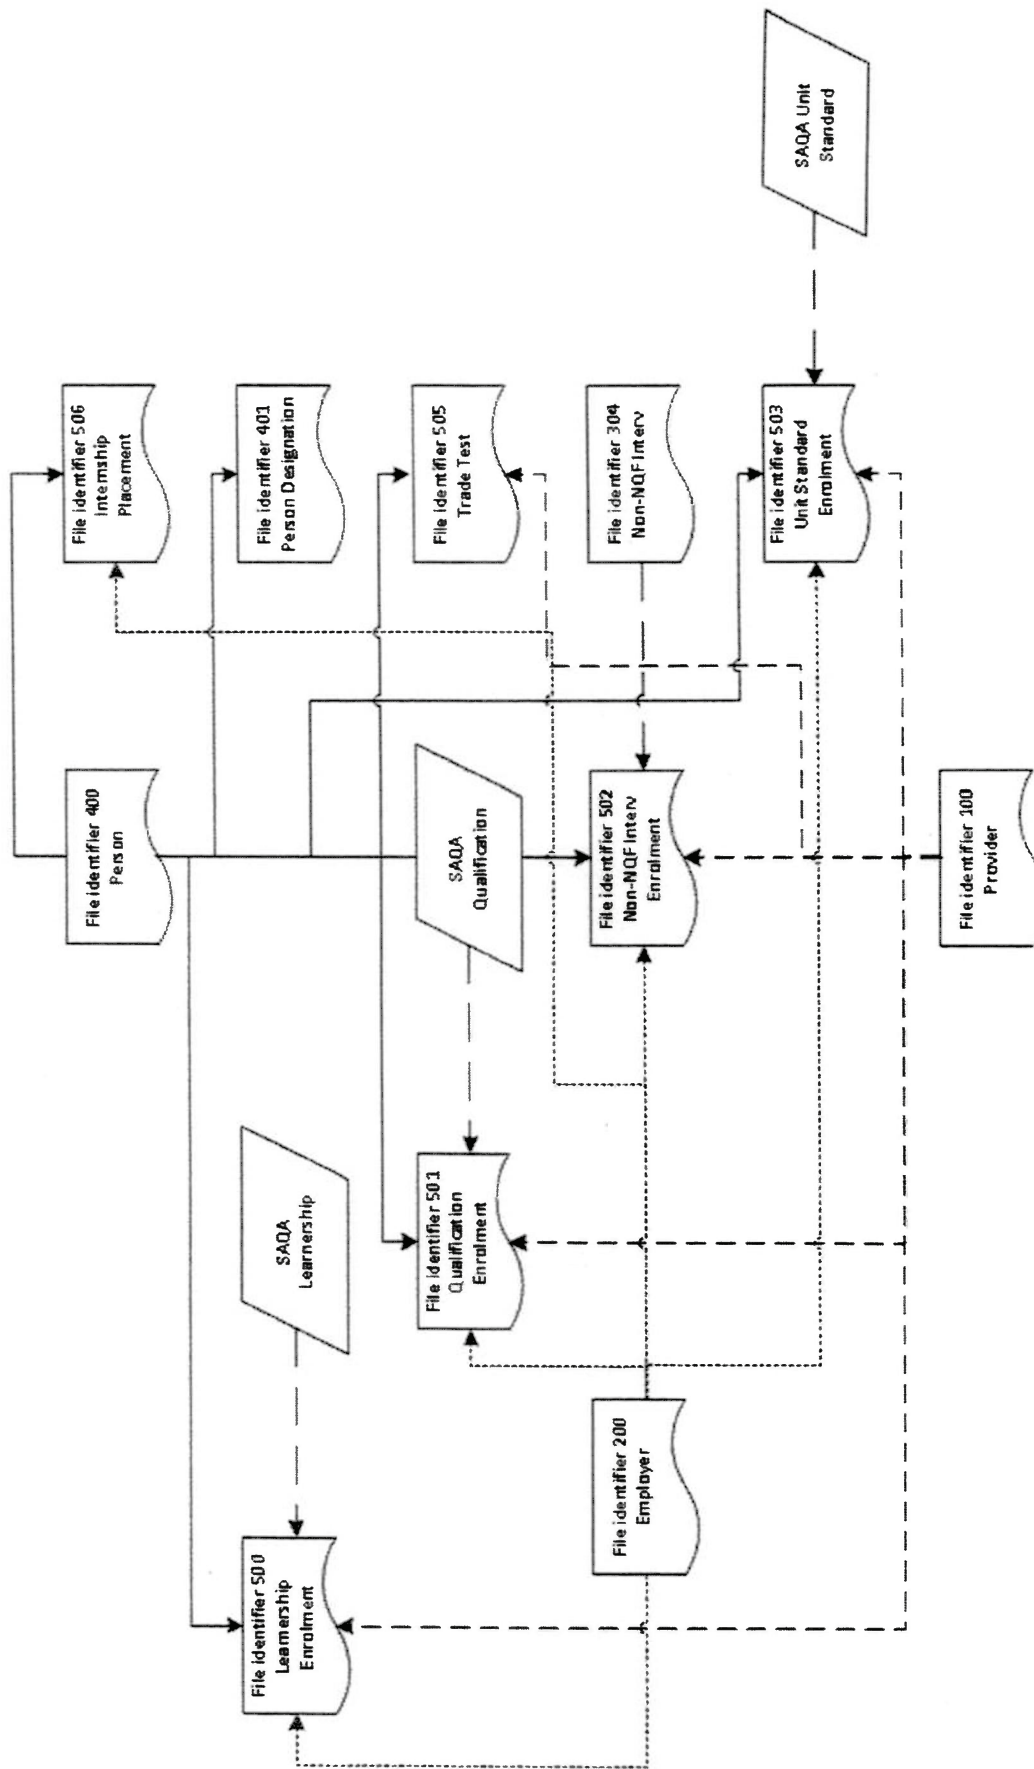 File identifier 400
Person
File identifier 506
Internship
Placement
File identifier 500
Learnership
Enrolment
SAQA
Learnership
File identifier 401
Person Designation
File identifier 501
Qualification
Enrolment
SAQA
Qualification
File identifier 505
Trade Test
File identifier 200
Employer
File identifier 502
Non-NQF Interv
Enrolment
File identifier 304
Non-NQF Interv
File identifier 503
Unit Standard
Enrolment
SAQA Unit
Standard
File identifier 100
Provider